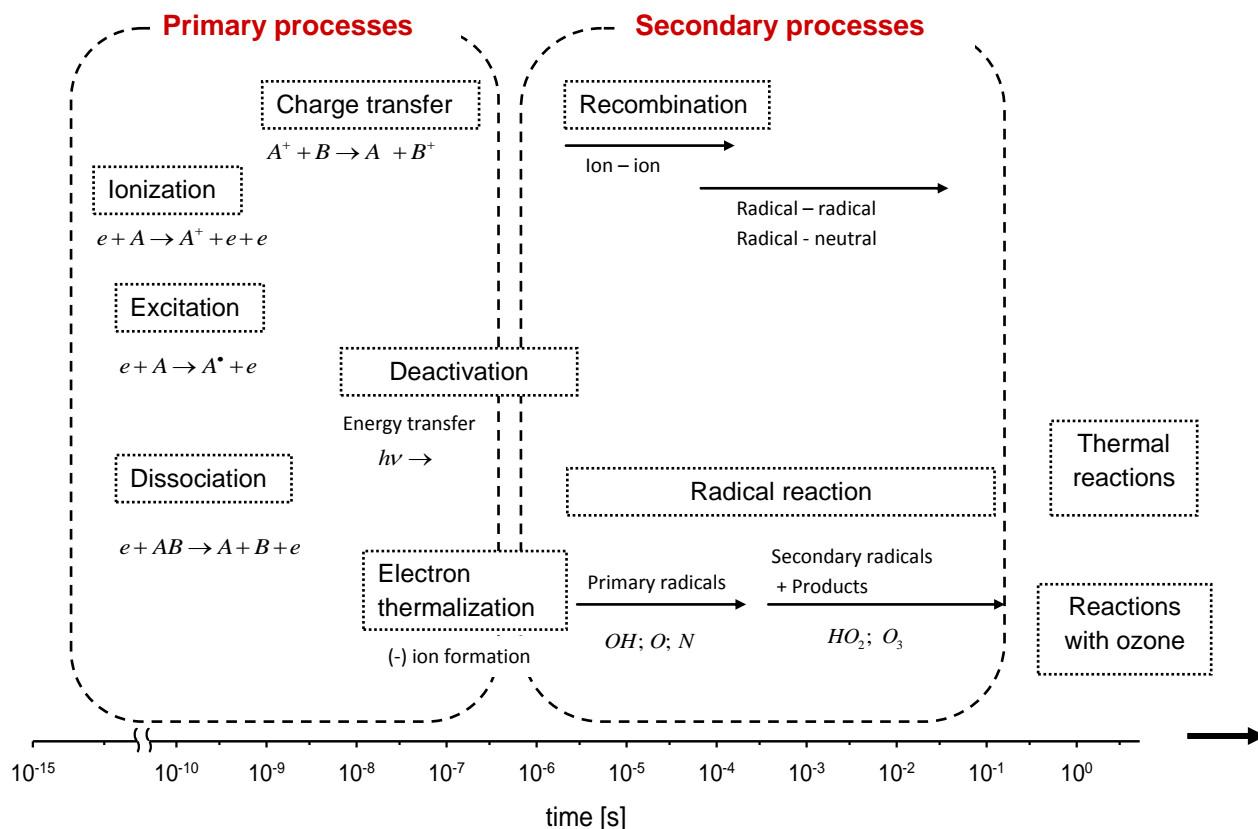 Primary processes
Secondary processes
Charge transfer
A⁺ + B → A + B⁺
Recombination
Ion – ion
Ionization
e + A → A⁺ + e + e
Radical – radical
Radical - neutral
Excitation
e + A → A• + e
Deactivation
Energy transfer
hν →
Dissociation
e + AB → A + B + e
Radical reaction
Thermal
reactions
Electron
thermalization
(-) ion formation
Primary radicals
OH; O; N
Secondary radicals
+ Products
HO₂; O₃
Reactions
with ozone
10⁻¹⁵ 10⁻¹⁰ 10⁻⁹ 10⁻⁸ 10⁻⁷ 10⁻⁶ 10⁻⁵ 10⁻⁴ 10⁻³ 10⁻² 10⁻¹ 10⁰
time [s]